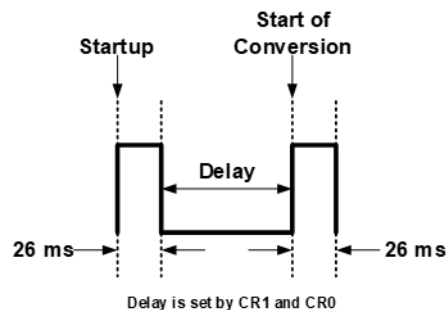 Startup
Start of
Conversion
Delay
26 ms
26 ms
Delay is set by CR1 and CR0